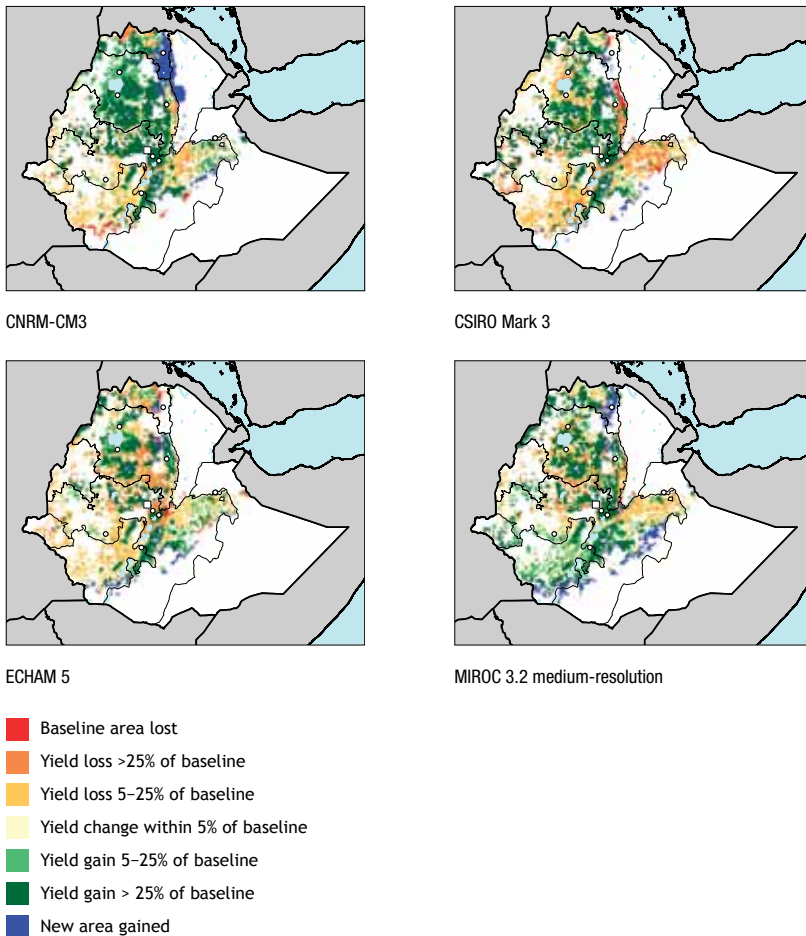 CNRM-CM3
CSIRO Mark 3
ECHAM 5
MIROC 3.2 medium-resolution
Baseline area lost
Yield loss >25% of baseline
Yield loss 5–25% of baseline
Yield change within 5% of baseline
Yield gain 5–25% of baseline
Yield gain > 25% of baseline
New area gained